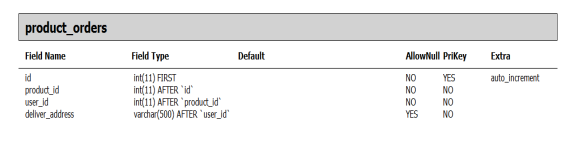 product_orders
Field Name Field Type Default AllowNull PriKey Extra
id int(11) FIRST NO YES auto_increment
product_id int(11) AFTER `id` NO NO
user_id int(11) AFTER `product_id` NO NO
deliver_address varchar(500) AFTER `user_id` YES NO